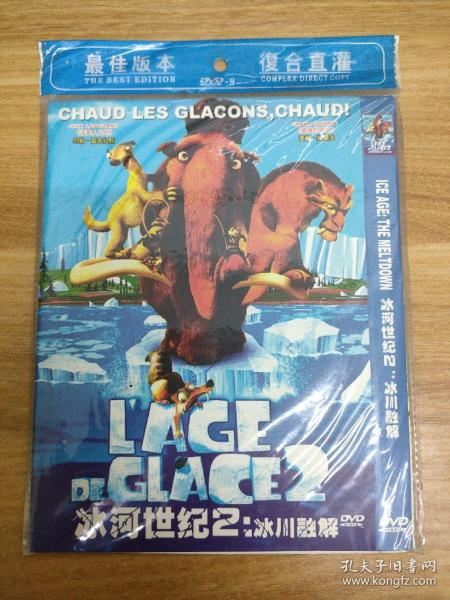 最佳版本
THE BEST EDITION
DVD-9
復合直灌
COMPLEX DIRECT COPY
CHAUD LES GLACONS, CHAUD!
L'AGE
DE GLACE 2
冰河世纪2:冰川融解
DVD
ICE AGE: THE MELTDOWN 冰河世纪2:冰川融解
DVD
孔夫子旧书网
www.kongfz.com